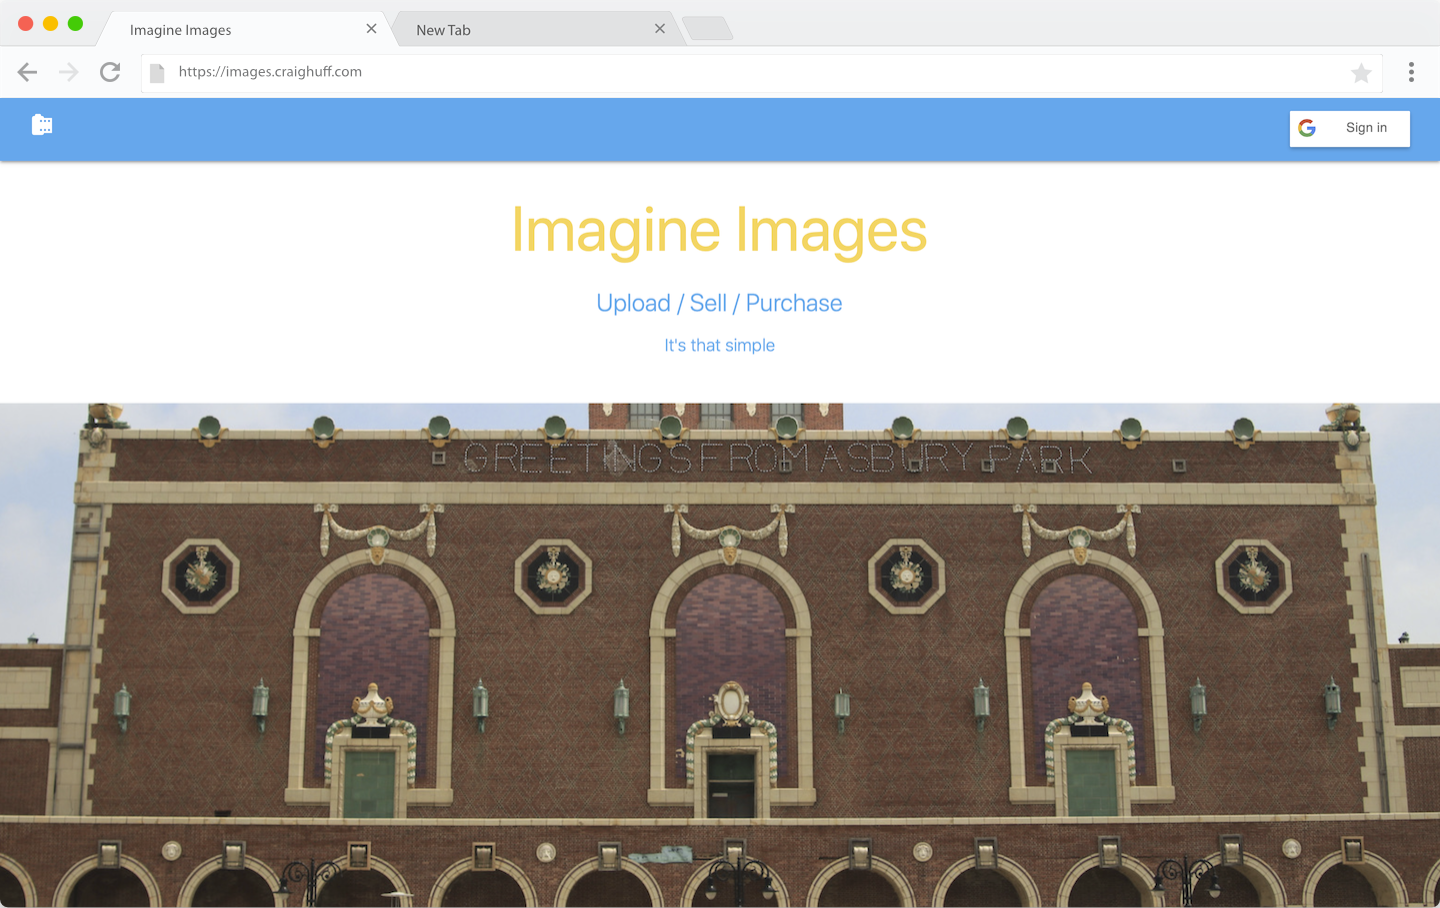 Imagine Images
New Tab
https://images.craighuff.com
Sign in
Imagine Images
Upload / Sell / Purchase
It's that simple
GREETINGS FROM ASBURY PARK